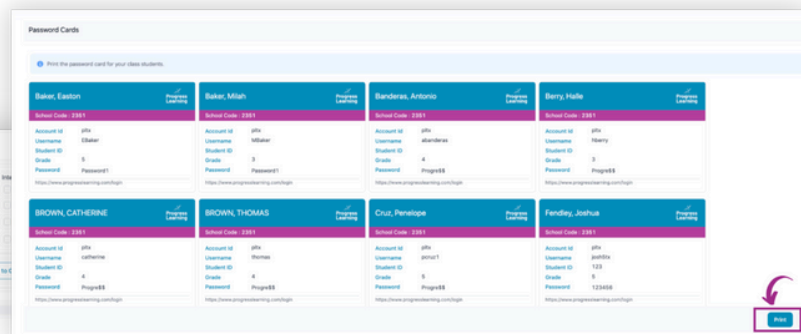 Password Cards
Print the password card for your class students.
Baker, Easton
Progress Learning
School Code : 2351
Account Id pltx
Username EBaker
Student ID
Grade 5
Password Password1
https://www.progresslearning.com/login
Baker, Milah
Progress Learning
School Code : 2351
Account Id pltx
Username MBaker
Student ID
Grade 3
Password Password1
https://www.progresslearning.com/login
Banderas, Antonio
Progress Learning
School Code : 2351
Account Id pltx
Username abanderas
Student ID
Grade 4
Password Progre$$
https://www.progresslearning.com/login
Berry, Halle
Progress Learning
School Code : 2351
Account Id pltx
Username hberry
Student ID
Grade 3
Password Progre$$
https://www.progresslearning.com/login
BROWN, CATHERINE
Progress Learning
School Code : 2351
Account Id pltx
Username catherine
Student ID
Grade 4
Password Progre$$
https://www.progresslearning.com/login
BROWN, THOMAS
Progress Learning
School Code : 2351
Account Id pltx
Username thomas
Student ID
Grade 4
Password Progre$$
https://www.progresslearning.com/login
Cruz, Penelope
Progress Learning
School Code : 2351
Account Id pltx
Username pcruz1
Student ID
Grade 5
Password Progre$$
https://www.progresslearning.com/login
Fendley, Joshua
Progress Learning
School Code : 2351
Account Id pltx
Username joshtix
Student ID 123
Grade 5
Password 123456
https://www.progresslearning.com/login
Print